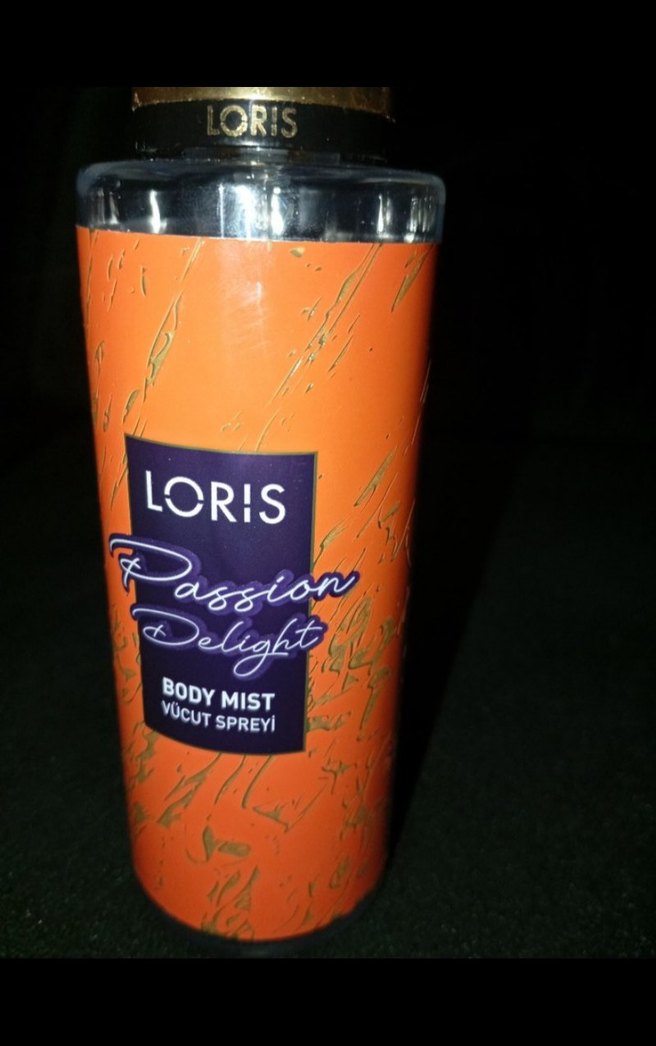 LORIS
LORIS
Passion
Delight
BODY MIST
VÜCUT SPREYİ